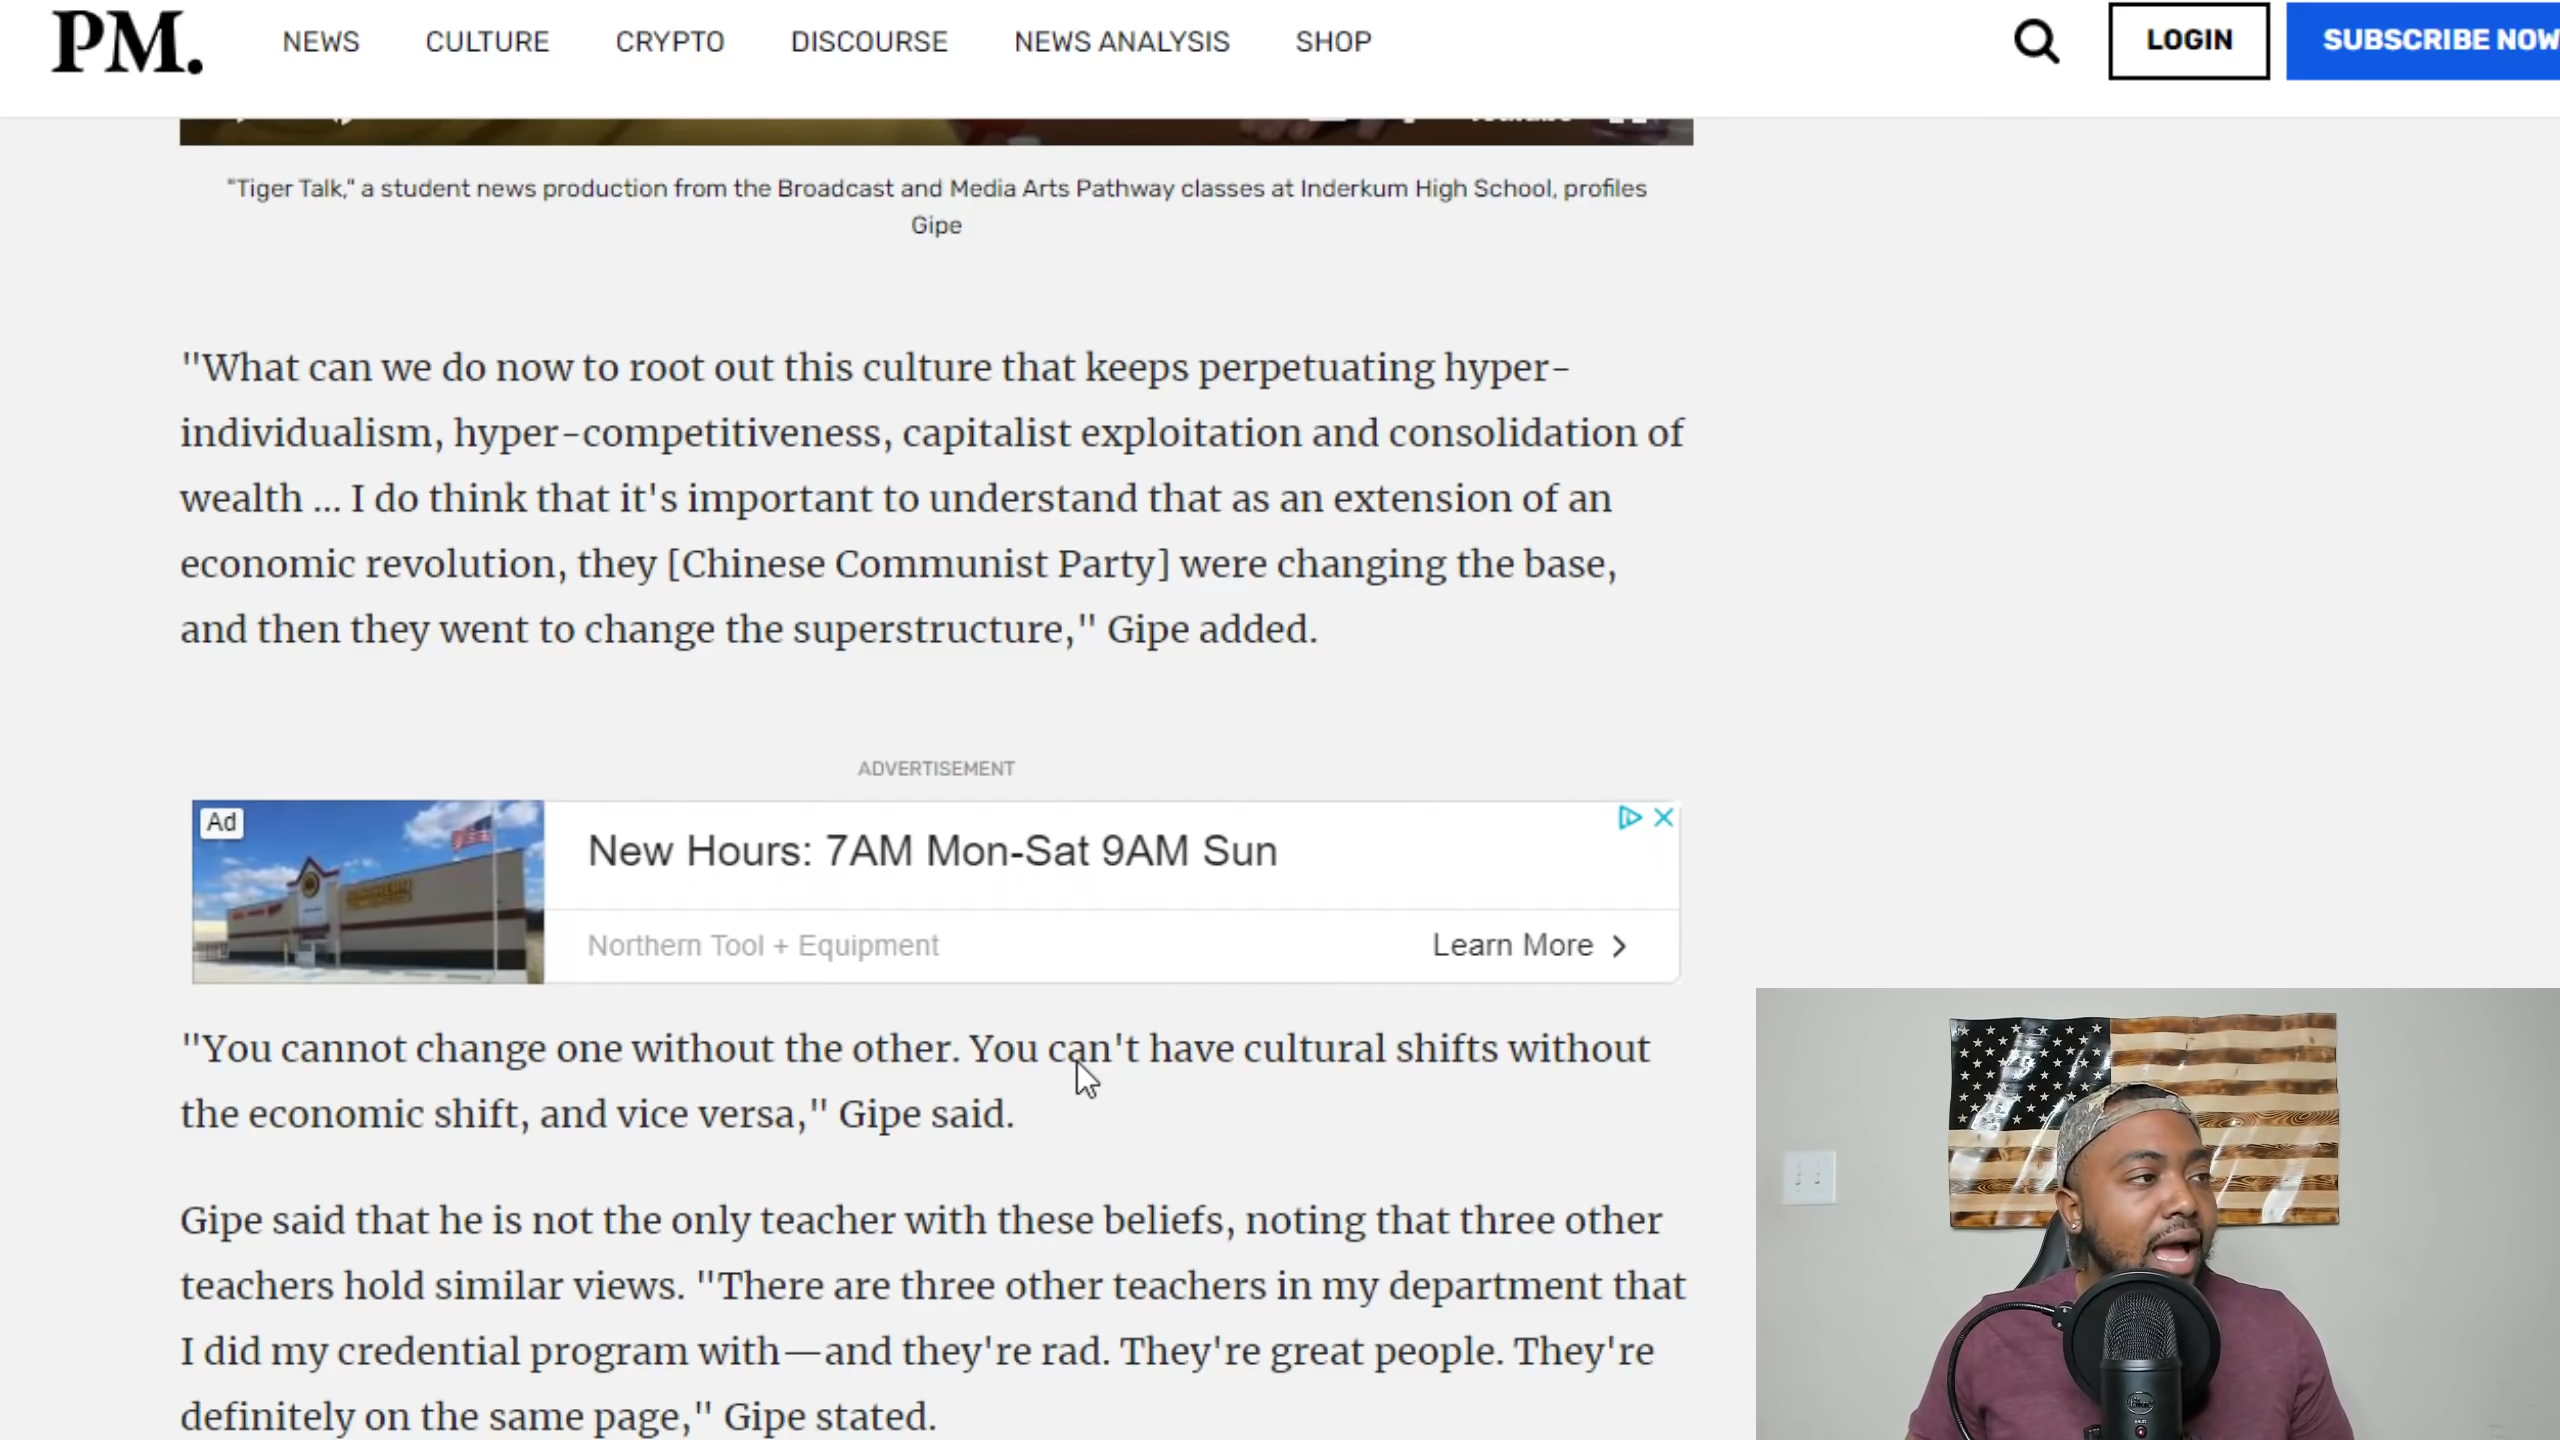 PM. NEWS CULTURE CRYPTO DISCOURSE NEWS ANALYSIS SHOP LOGIN SUBSCRIBE NOW
"Tiger Talk," a student news production from the Broadcast and Media Arts Pathway classes at Inderkum High School, profiles
Gipe
"What can we do now to root out this culture that keeps perpetuating hyper-
individualism, hyper-competitiveness, capitalist exploitation and consolidation of
wealth ... I do think that it's important to understand that as an extension of an
economic revolution, they [Chinese Communist Party] were changing the base,
and then they went to change the superstructure," Gipe added.
ADVERTISEMENT
Ad
New Hours: 7AM Mon-Sat 9AM Sun
Northern Tool + Equipment
Learn More
"You cannot change one without the other. You can't have cultural shifts without
the economic shift, and vice versa," Gipe said.
Gipe said that he is not the only teacher with these beliefs, noting that three other
teachers hold similar views. "There are three other teachers in my department that
I did my credential program with—and they're rad. They're great people. They're
definitely on the same page," Gipe stated.